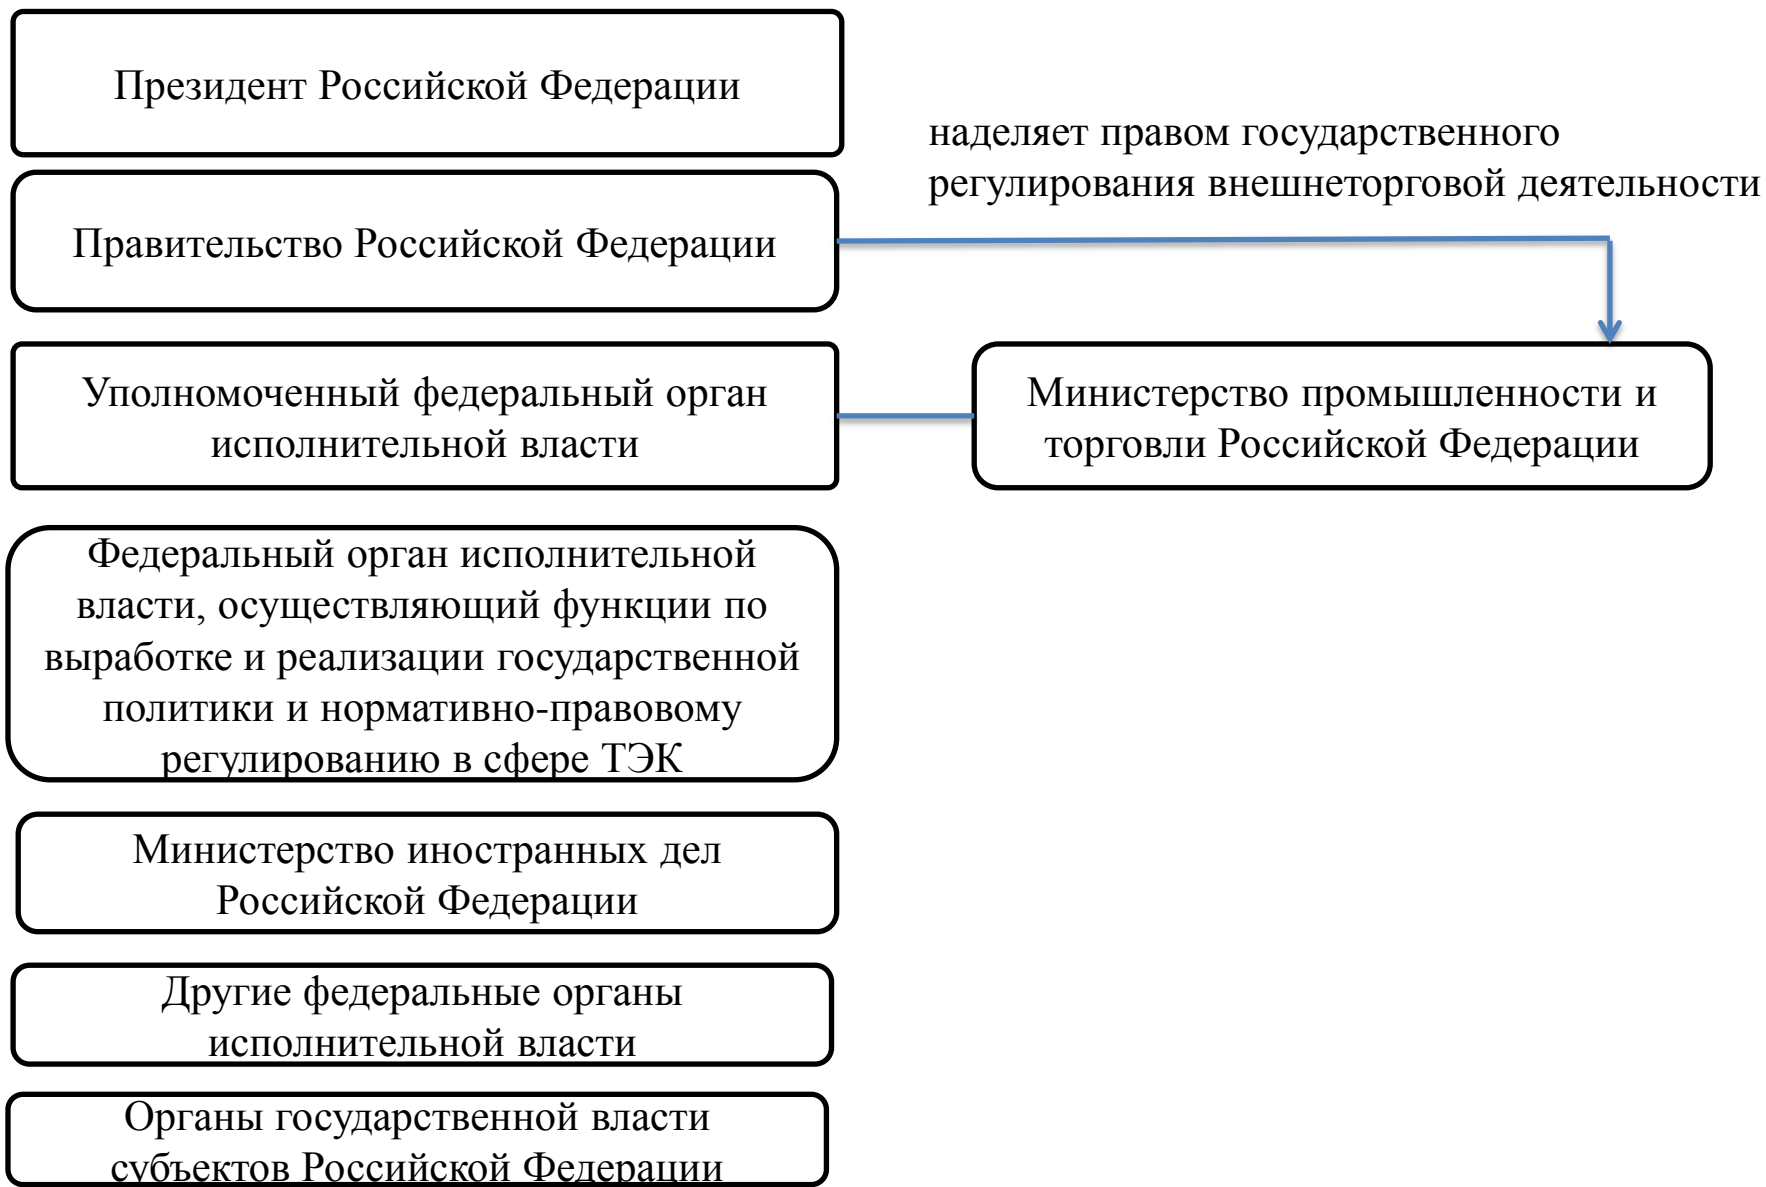 Президент Российской Федерации
наделяет правом государственного
регулирования внешнеторговой деятельности
Правительство Российской Федерации
Уполномоченный федеральный орган
исполнительной власти
Министерство промышленности и
торговли Российской Федерации
Федеральный орган исполнительной
власти, осуществляющий функции по
выработке и реализации государственной
политики и нормативно-правовому
регулированию в сфере ТЭК
Министерство иностранных дел
Российской Федерации
Другие федеральные органы
исполнительной власти
Органы государственной власти
субъектов Российской Федерации